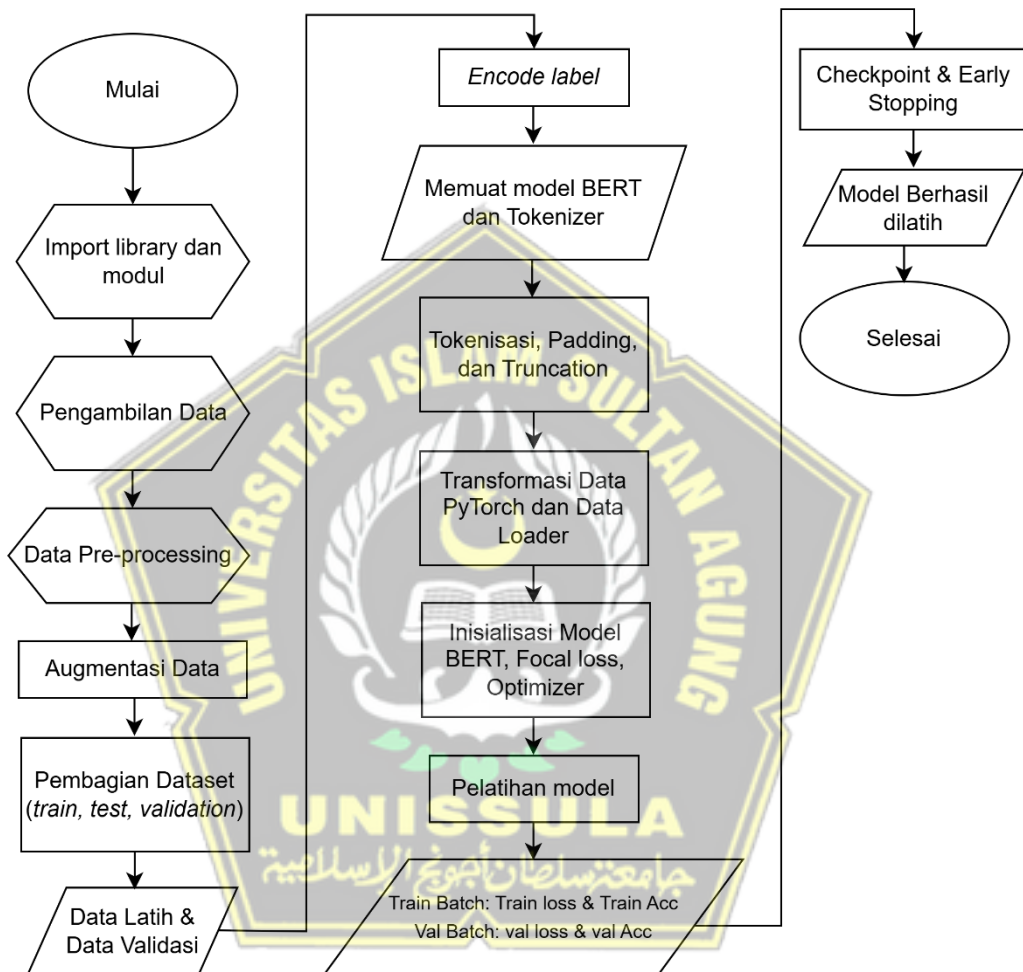 Mulai
Import library dan
modul
Pengambilan Data
Data Pre-processing
Augmentasi Data
Pembagian Dataset
(train, test, validation)
Data Latih &
Data Validasi
Encode label
Memuat model BERT
dan Tokenizer
Tokenisasi, Padding,
dan Truncation
Transformasi Data
PyTorch dan Data
Loader
Inisialisasi Model
BERT, Focal loss,
Optimizer
Pelatihan model
Train Batch: Train loss & Train Acc
Val Batch: val loss & val Acc
Checkpoint & Early
Stopping
Model Berhasil
dilatih
Selesai
UNIVERSITAS ISLAM SULTAN AGUNG
UNISSULA
جامعة سلطان أجونج الإسلامية